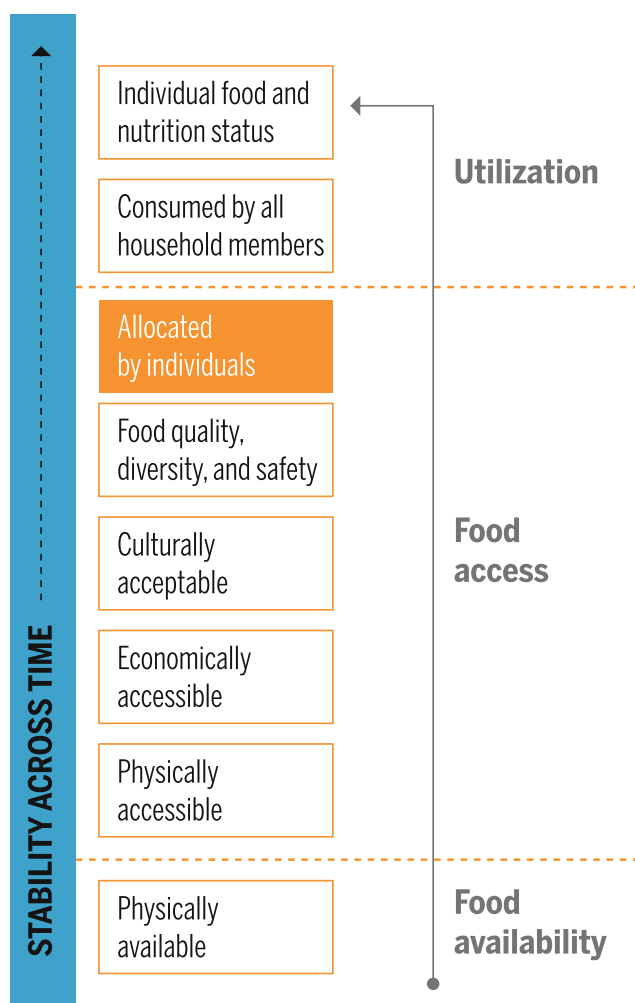 Individual food and
nutrition status
Utilization
Consumed by all
household members
Allocated
by individuals
Food quality,
diversity, and safety
Food
access
Culturally
acceptable
Economically
accessible
Physically
accessible
Physically
available
Food
availability
STABILITY ACROSS TIME